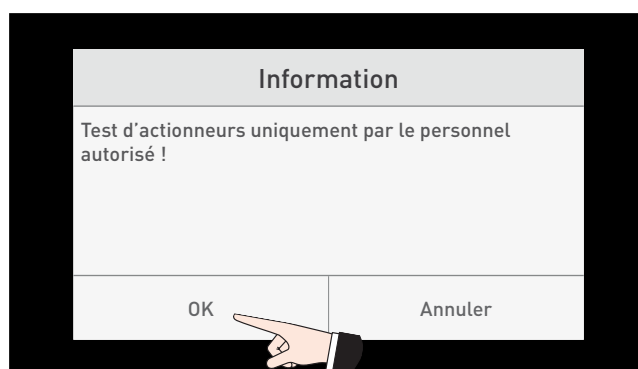 Information
Test d’actionneurs uniquement par le personnel
autorisé !
OK
Annuler